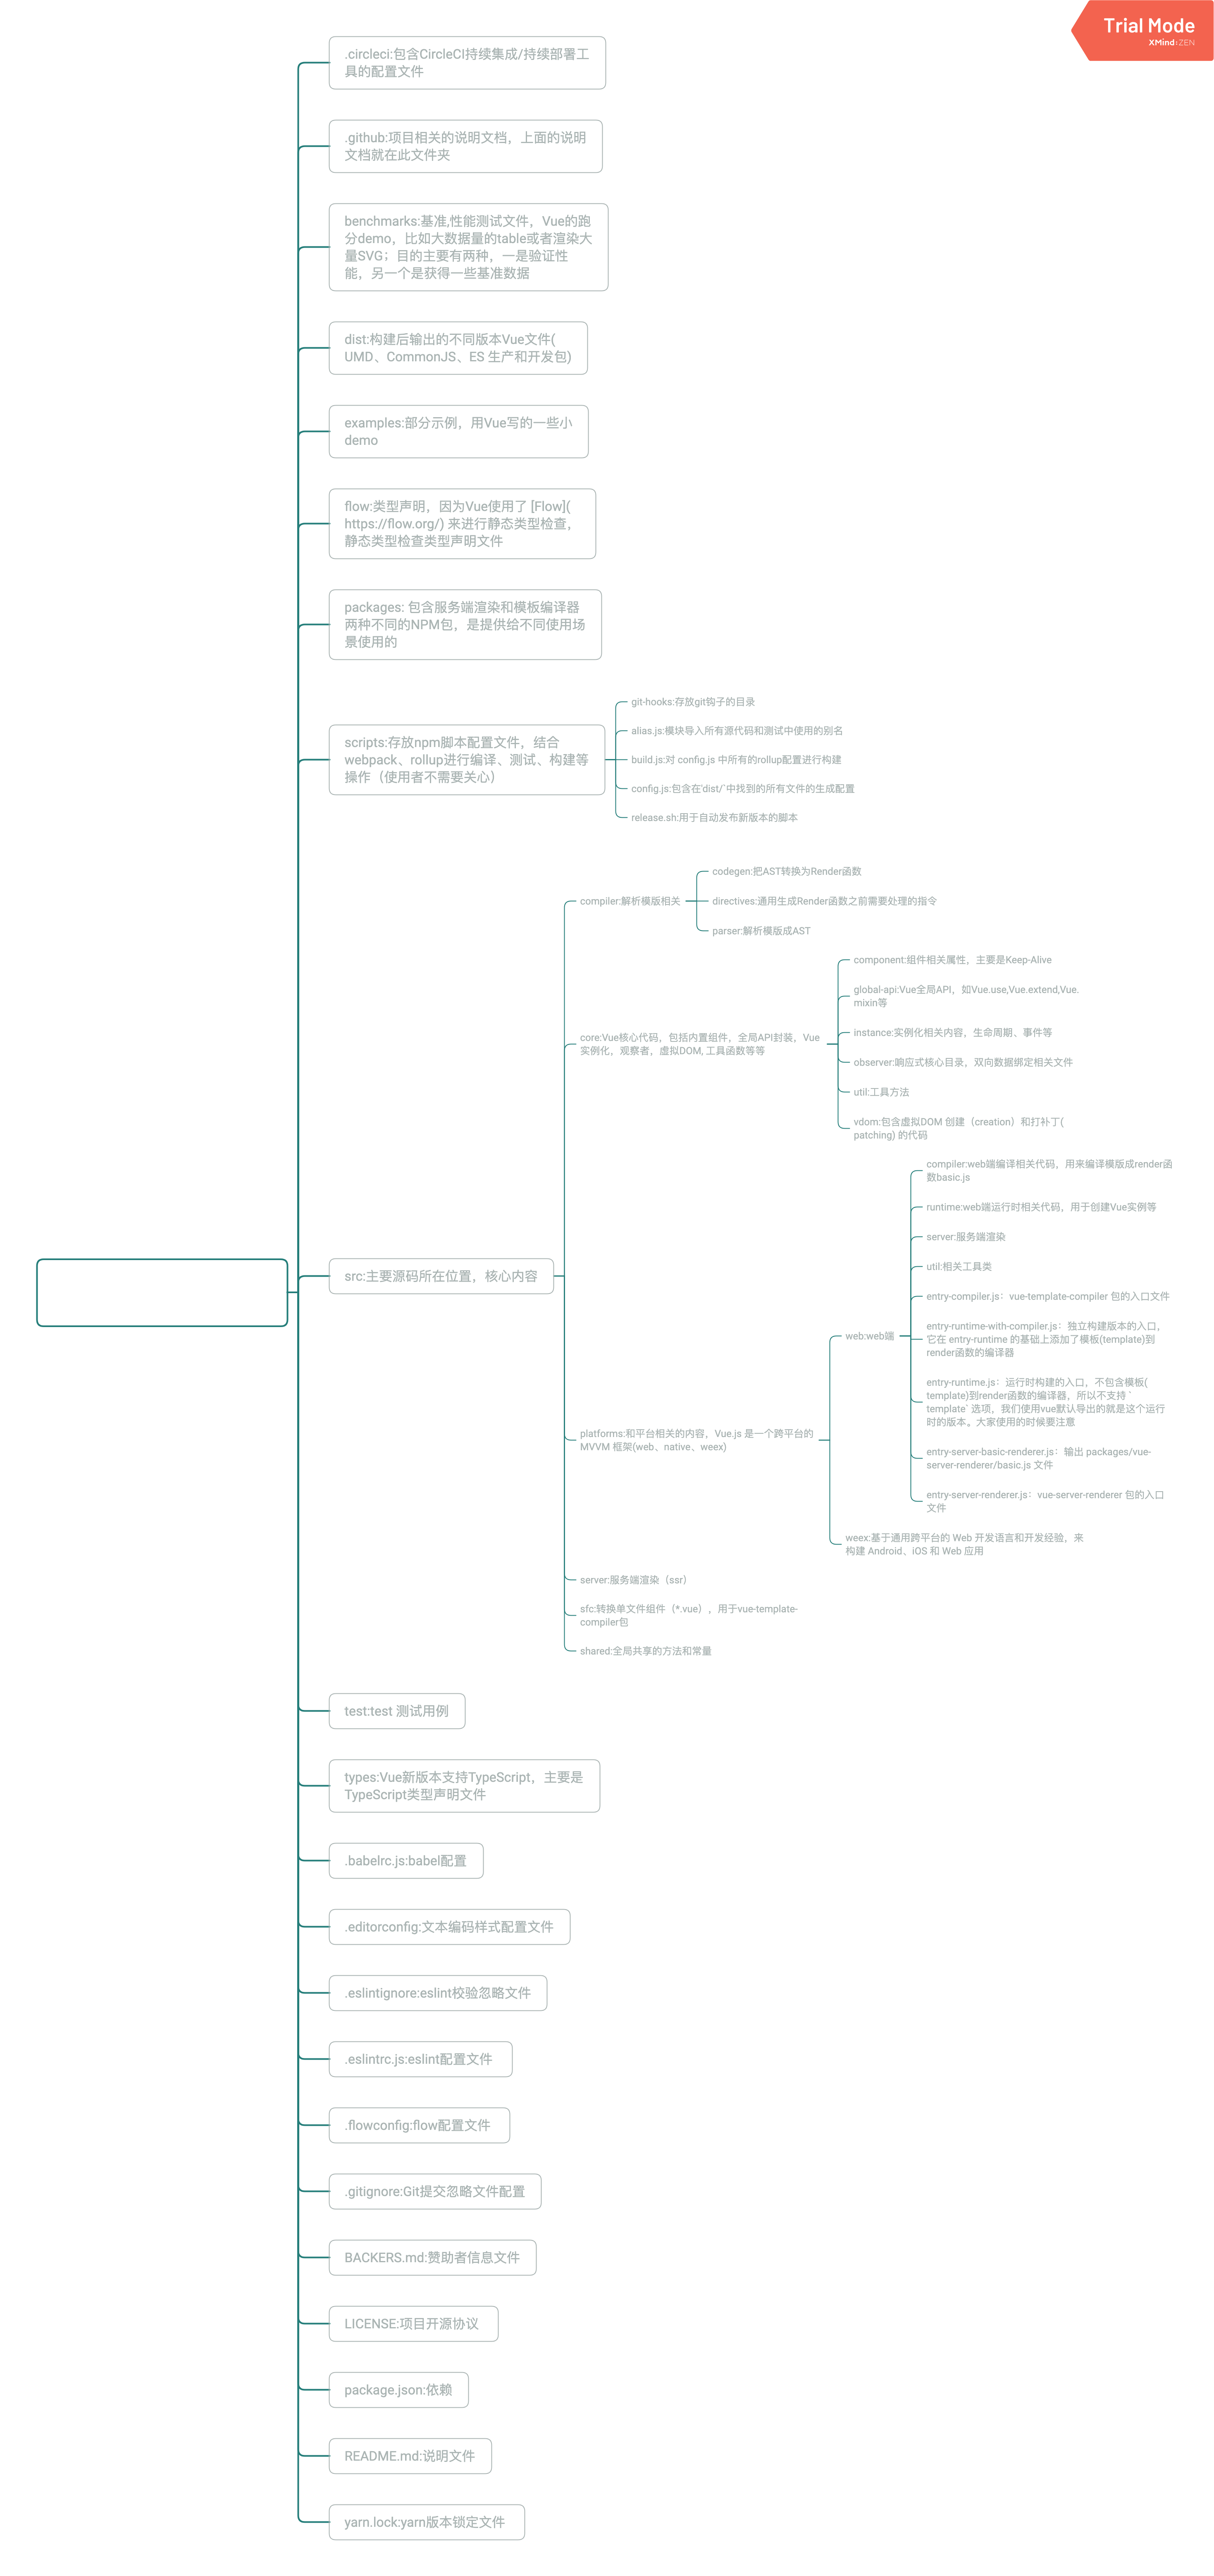 Trial Mode
XMind:ZEN
.circleci:包含CircleCI持续集成/持续部署工
具的配置文件
.github:项目相关的说明文档，上面的说明
文档就在此文件夹
benchmarks:基准,性能测试文件，Vue的跑
分demo，比如大数据量的table或者渲染大
量SVG；目的主要有两种，一是验证性
能，另一个是获得一些基准数据
dist:构建后输出的不同版本Vue文件(
UMD、CommonJS、ES 生产和开发包)
examples:部分示例，用Vue写的一些小
demo
flow:类型声明，因为Vue使用了 [Flow](
https://flow.org/) 来进行静态类型检查，
静态类型检查类型声明文件
packages: 包含服务端渲染和模板编译器
两种不同的NPM包，是提供给不同使用场
景使用的
scripts:存放npm脚本配置文件，结合
webpack、rollup进行编译、测试、构建等
操作（使用者不需要关心）
git-hooks:存放git钩子的目录
alias.js:模块导入所有源代码和测试中使用的别名
build.js:对 config.js 中所有的rollup配置进行构建
config.js:包含在`dist/`中找到的所有文件的生成配置
release.sh:用于自动发布新版本的脚本
src:主要源码所在位置，核心内容
compiler:解析模版相关
codegen:把AST转换为Render函数
directives:通用生成Render函数之前需要处理的指令
parser:解析模版成AST
core:Vue核心代码，包括内置组件，全局API封装，Vue
实例化，观察者，虚拟DOM, 工具函数等等
component:组件相关属性，主要是Keep-Alive
global-api:Vue全局API，如Vue.use,Vue.extend,Vue.
mixin等
instance:实例化相关内容，生命周期、事件等
observer:响应式核心目录，双向数据绑定相关文件
util:工具方法
vdom:包含虚拟DOM 创建（creation）和打补丁(
patching) 的代码
platforms:和平台相关的内容，Vue.js 是一个跨平台的
MVVM 框架(web、native、weex)
web:web端
compiler:web端编译相关代码，用来编译模版成render函
数basic.js
runtime:web端运行时相关代码，用于创建Vue实例等
server:服务端渲染
util:相关工具类
entry-compiler.js：vue-template-compiler 包的入口文件
entry-runtime-with-compiler.js：独立构建版本的入口，
它在 entry-runtime 的基础上添加了模板(template)到
render函数的编译器
entry-runtime.js：运行时构建的入口，不包含模板(
template)到render函数的编译器，所以不支持 `
template` 选项，我们使用vue默认导出的就是这个运行
时的版本。大家使用的时候要注意
entry-server-basic-renderer.js：输出 packages/vue-
server-renderer/basic.js 文件
entry-server-renderer.js：vue-server-renderer 包的入口
文件
weex:基于通用跨平台的 Web 开发语言和开发经验，来
构建 Android、iOS 和 Web 应用
server:服务端渲染（ssr）
sfc:转换单文件组件（*.vue），用于vue-template-
compiler包
shared:全局共享的方法和常量
test:test 测试用例
types:Vue新版本支持TypeScript，主要是
TypeScript类型声明文件
.babelrc.js:babel配置
.editorconfig:文本编码样式配置文件
.eslintignore:eslint校验忽略文件
.eslintrc.js:eslint配置文件
.flowconfig:flow配置文件
.gitignore:Git提交忽略文件配置
BACKERS.md:赞助者信息文件
LICENSE:项目开源协议
package.json:依赖
README.md:说明文件
yarn.lock:yarn版本锁定文件